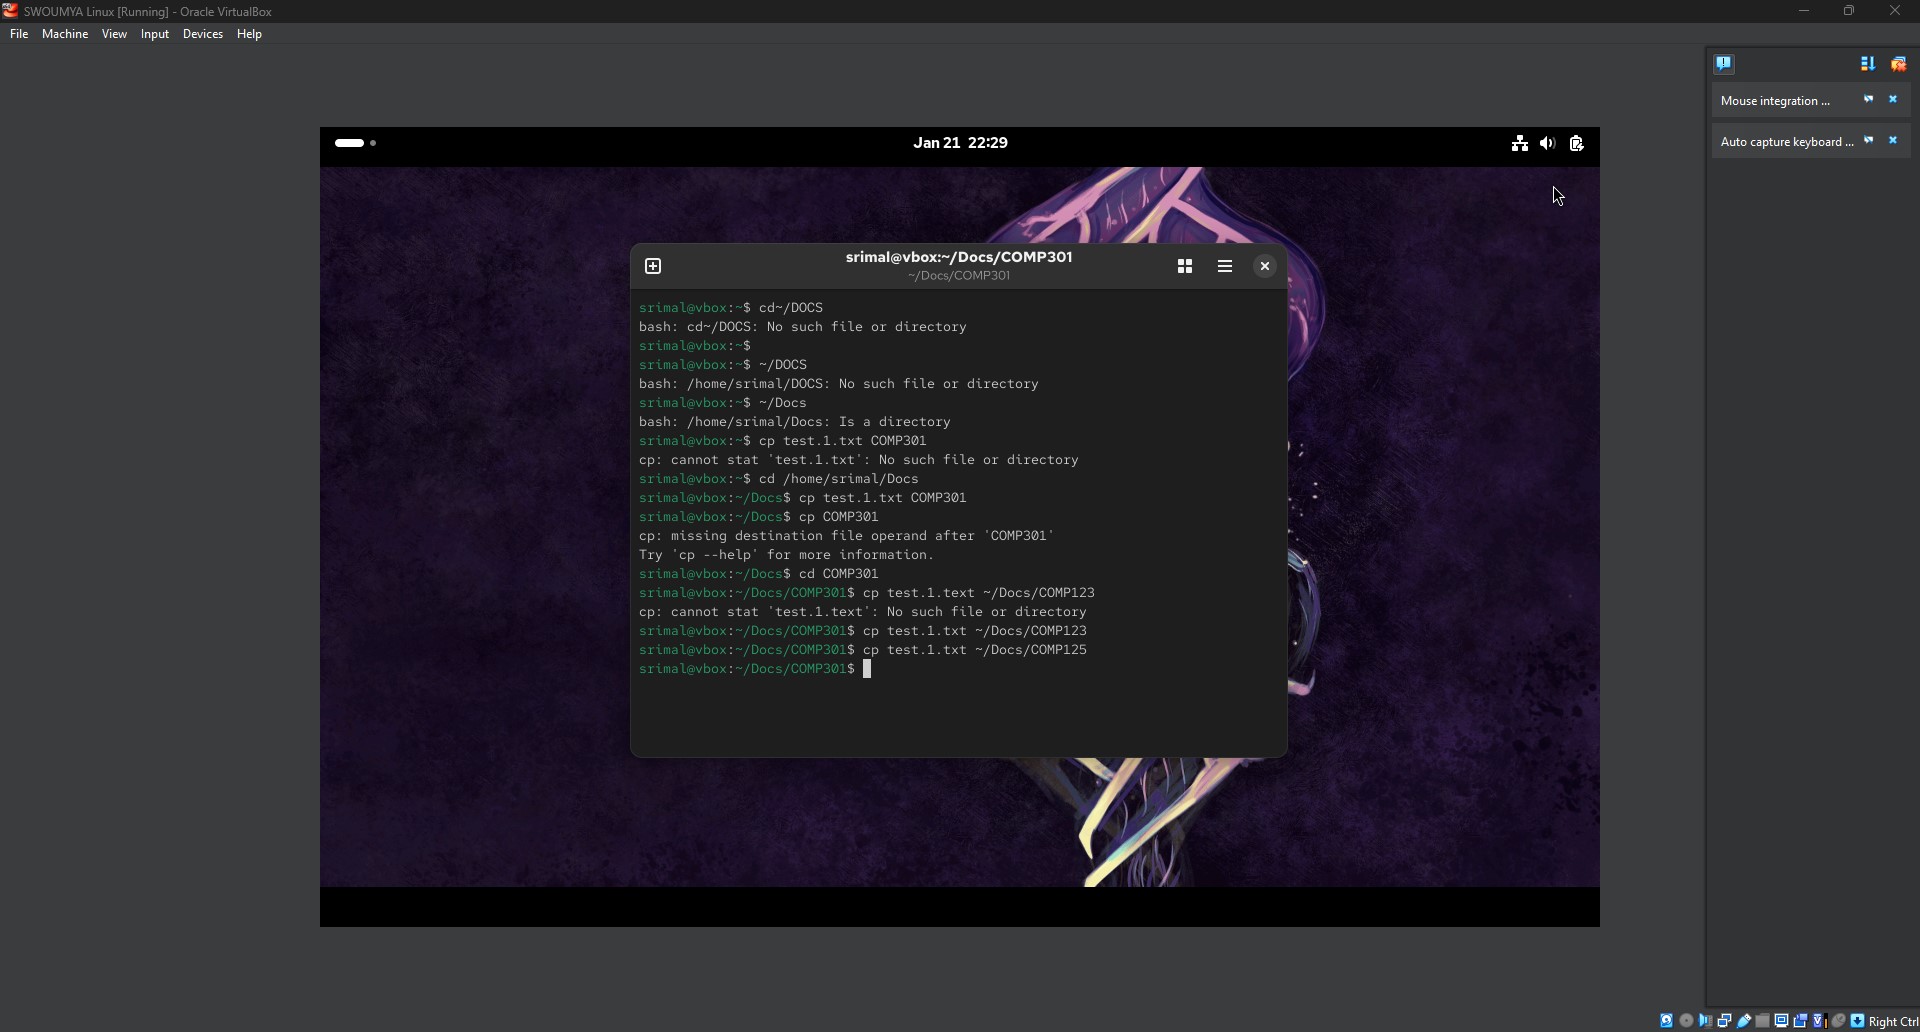 SWOUMYA Linux [Running] - Oracle VirtualBox
File Machine View Input Devices Help
Mouse integration ...
Auto capture keyboard ...
Jan 21 22:29
srimal@vbox:~/Docs/COMP301
~/Docs/COMP301
srimal@vbox:~$ cd~/DOCS
bash: cd~/DOCS: No such file or directory
srimal@vbox:~$
srimal@vbox:~$ ~/DOCS
bash: /home/srimal/DOCS: No such file or directory
srimal@vbox:~$ ~/Docs
bash: /home/srimal/Docs: Is a directory
srimal@vbox:~$ cp test.1.txt COMP301
cp: cannot stat 'test.1.txt': No such file or directory
srimal@vbox:~$ cd /home/srimal/Docs
srimal@vbox:~/Docs$ cp test.1.txt COMP301
srimal@vbox:~/Docs$ cp COMP301
cp: missing destination file operand after 'COMP301'
Try 'cp --help' for more information.
srimal@vbox:~/Docs$ cd COMP301
srimal@vbox:~/Docs/COMP301$ cp test.1.text ~/Docs/COMP123
cp: cannot stat 'test.1.text': No such file or directory
srimal@vbox:~/Docs/COMP301$ cp test.1.txt ~/Docs/COMP123
srimal@vbox:~/Docs/COMP301$ cp test.1.txt ~/Docs/COMP125
srimal@vbox:~/Docs/COMP301$
Right Ctrl